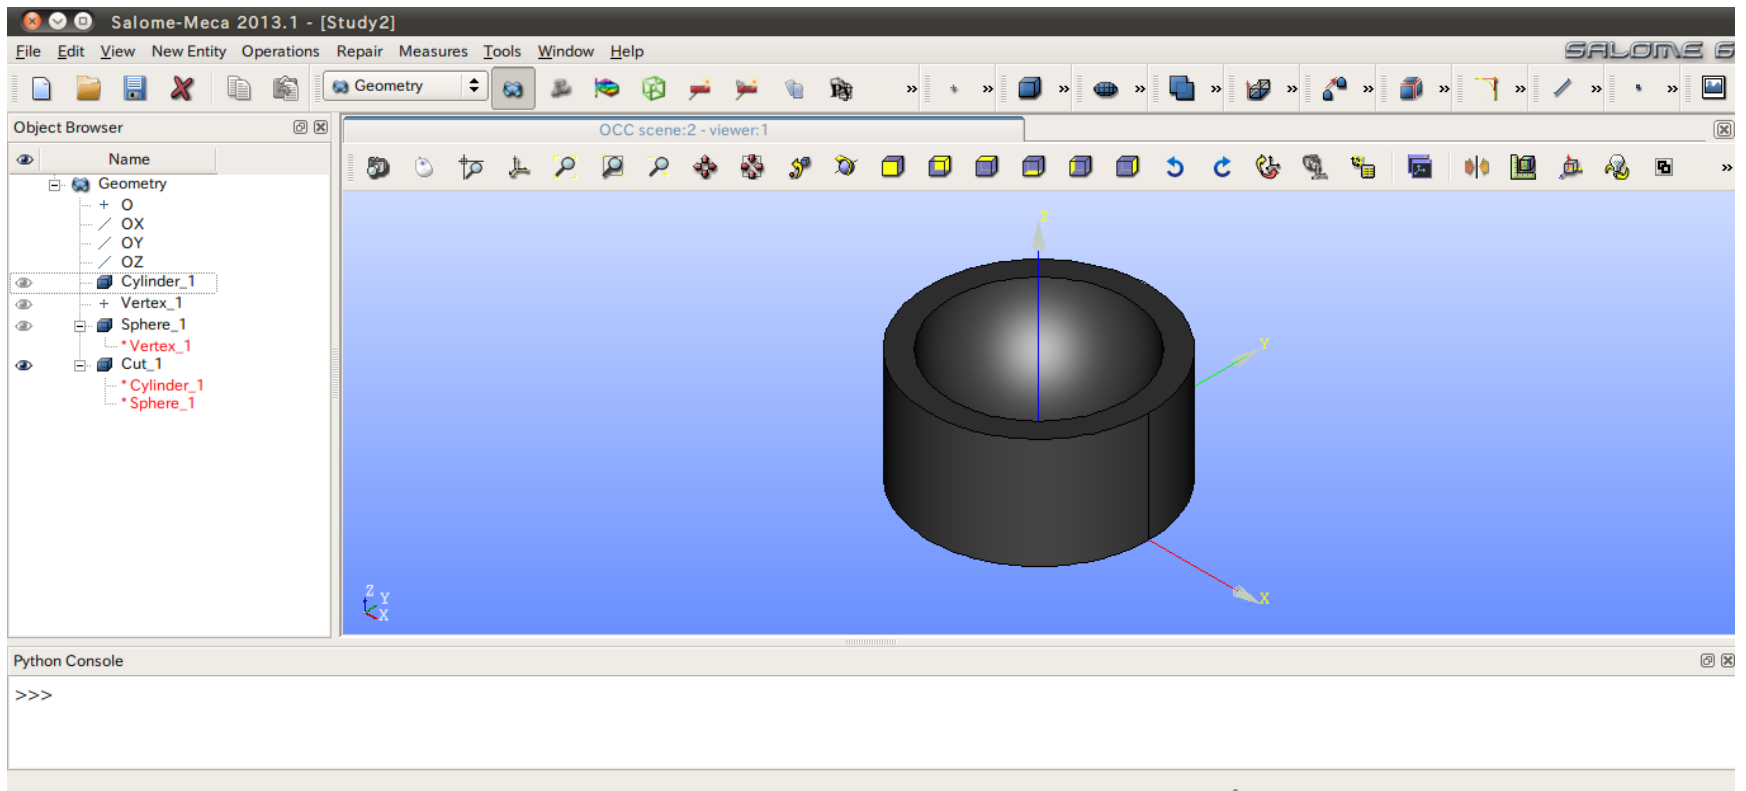 Salome-Meca 2013.1 - [Study2]
File Edit View New Entity Operations Repair Measures Tools Window Help
SALOME 6
Geometry
» » » » » » » » » »
Object Browser
OCC scene:2 - viewer:1
Name
»
Geometry
O
OX
OY
OZ
Cylinder_1
Vertex_1
Sphere_1
*Vertex_1
Cut_1
*Cylinder_1
*Sphere_1
Z
Y
X
Z
Y
X
Python Console
>>>